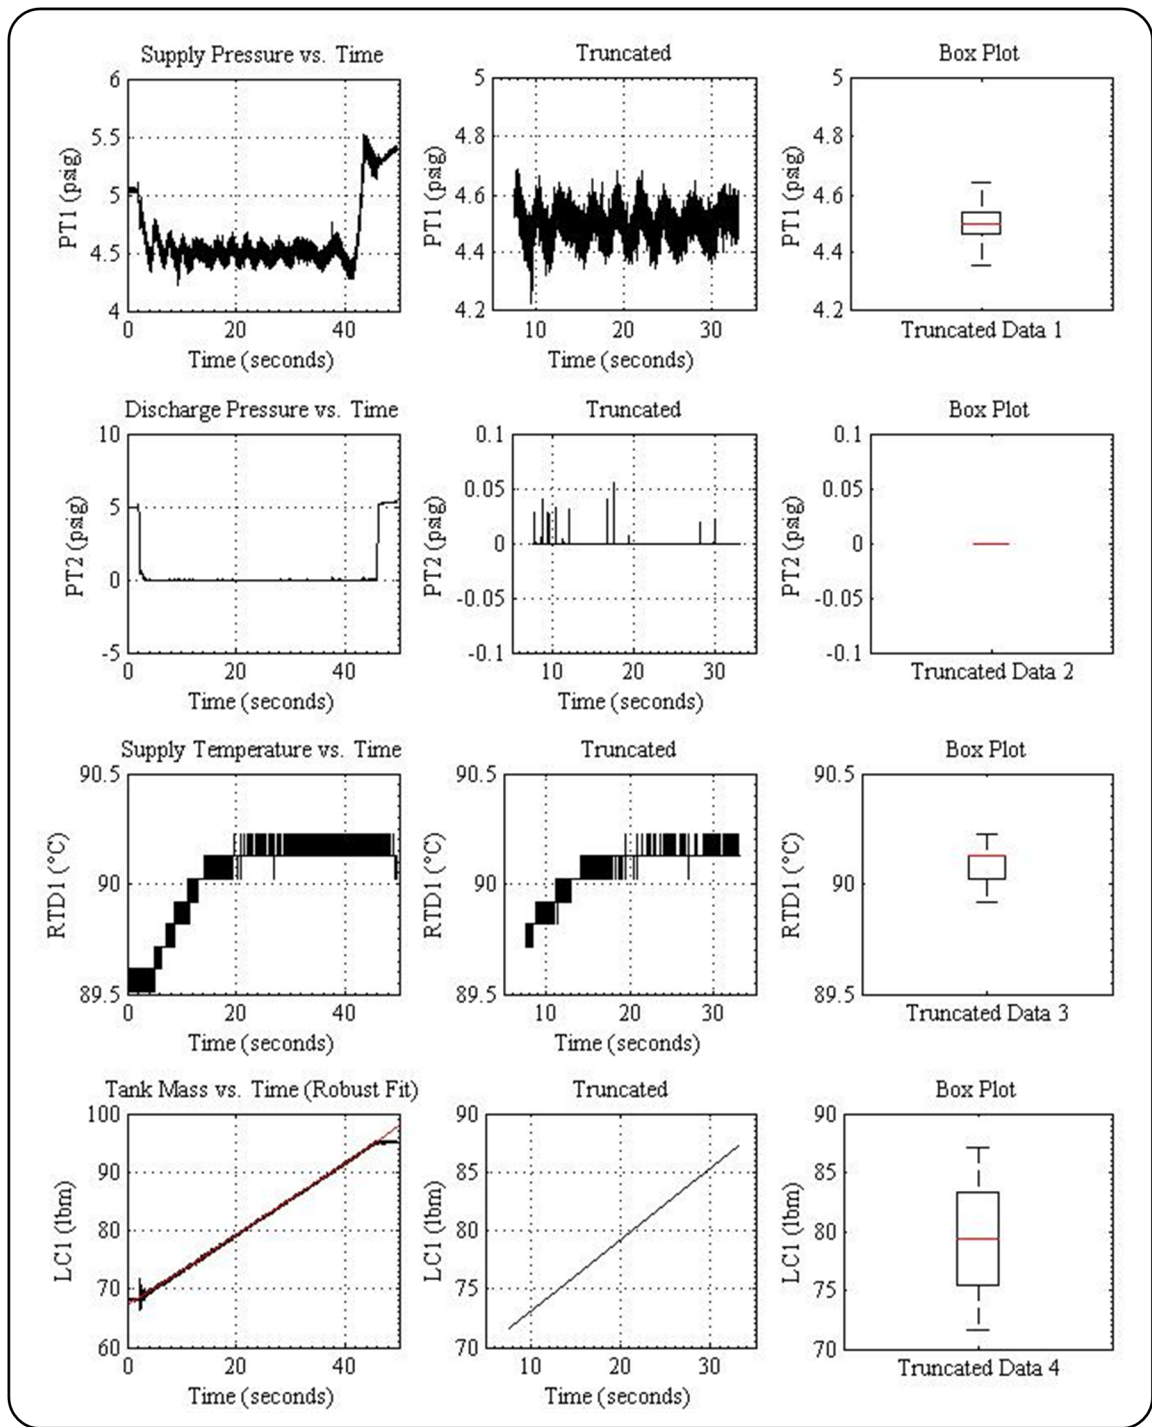 Supply Pressure vs. Time
6
5.5
5
4.5
4
PT1 (psig)
0 20 40
Time (seconds)
Truncated
5
4.8
4.6
4.4
4.2
PT1 (psig)
10 20 30
Time (seconds)
Box Plot
5
4.8
4.6
4.4
4.2
PT1 (psig)
Truncated Data 1
Discharge Pressure vs. Time
10
5
0
-5
PT2 (psig)
0 20 40
Time (seconds)
Truncated
0.1
0.05
0
-0.05
-0.1
PT2 (psig)
10 20 30
Time (seconds)
Box Plot
0.1
0.05
0
-0.05
-0.1
PT2 (psig)
Truncated Data 2
Supply Temperature vs. Time
90.5
90
89.5
RTD1 (°C)
0 20 40
Time (seconds)
Truncated
90.5
90
89.5
RTD1 (°C)
10 20 30
Time (seconds)
Box Plot
90.5
90
89.5
RTD1 (°C)
Truncated Data 3
Tank Mass vs. Time (Robust Fit)
100
90
80
70
60
LC1 (lbm)
0 20 40
Time (seconds)
Truncated
90
85
80
75
70
LC1 (lbm)
10 20 30
Time (seconds)
Box Plot
90
85
80
75
70
LC1 (lbm)
Truncated Data 4